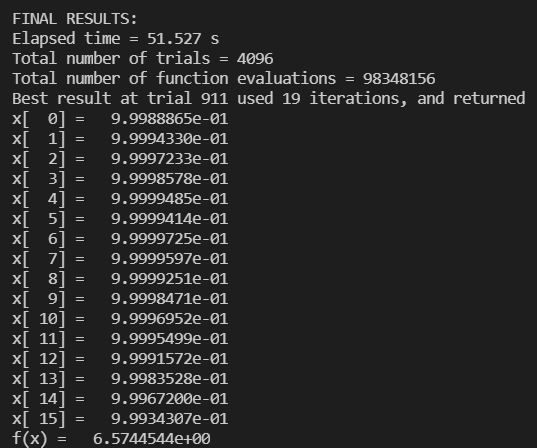 FINAL RESULTS:
Elapsed time = 51.527 s
Total number of trials = 4096
Total number of function evaluations = 98348156
Best result at trial 911 used 19 iterations, and returned
x[  0] =   9.9988865e-01
x[  1] =   9.9994330e-01
x[  2] =   9.9997233e-01
x[  3] =   9.9998578e-01
x[  4] =   9.9999485e-01
x[  5] =   9.9999414e-01
x[  6] =   9.9999725e-01
x[  7] =   9.9999597e-01
x[  8] =   9.9999251e-01
x[  9] =   9.9998471e-01
x[ 10] =   9.9996952e-01
x[ 11] =   9.9995499e-01
x[ 12] =   9.9991572e-01
x[ 13] =   9.9983528e-01
x[ 14] =   9.9967200e-01
x[ 15] =   9.9934307e-01
f(x) =   6.5744544e+00